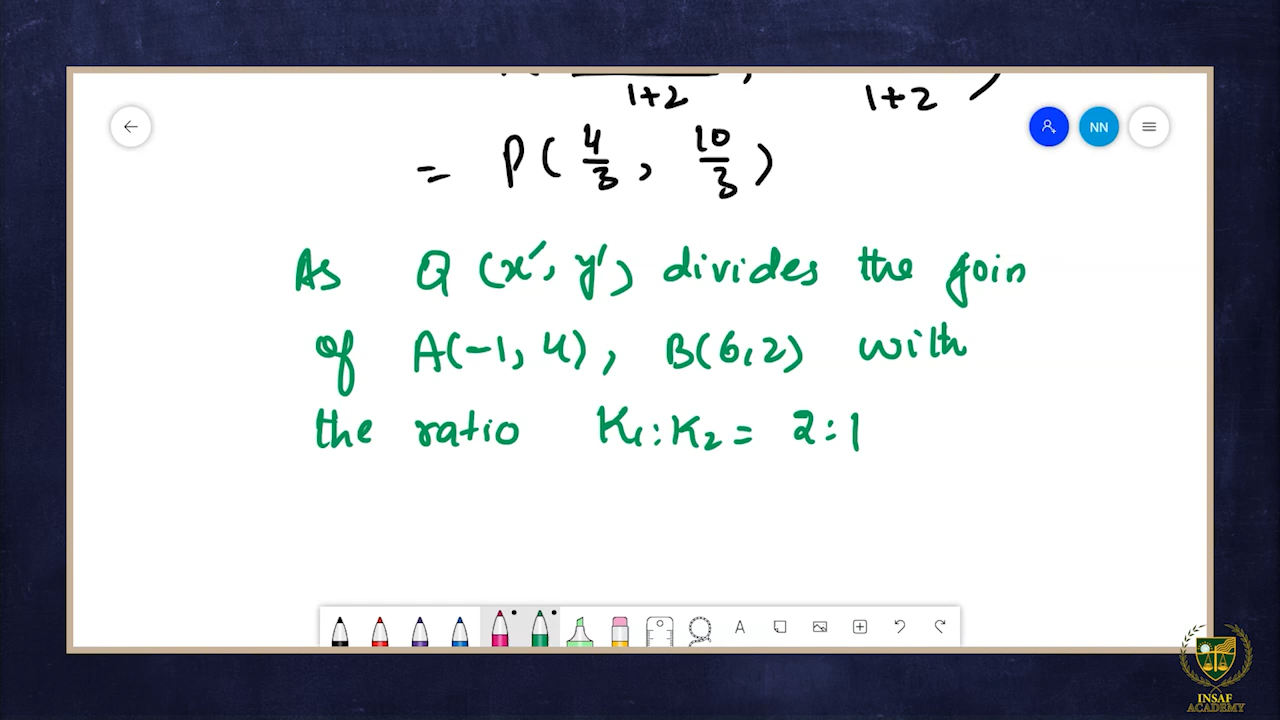 1+2 1+2 )
= P( 4/3 , 10/3 )
NN
As Q (x′, y′) divides the join
of A(-1, 4), B(6,2) with
the ratio K₁:K₂ = 2:1
A
INSAF
ACADEMY